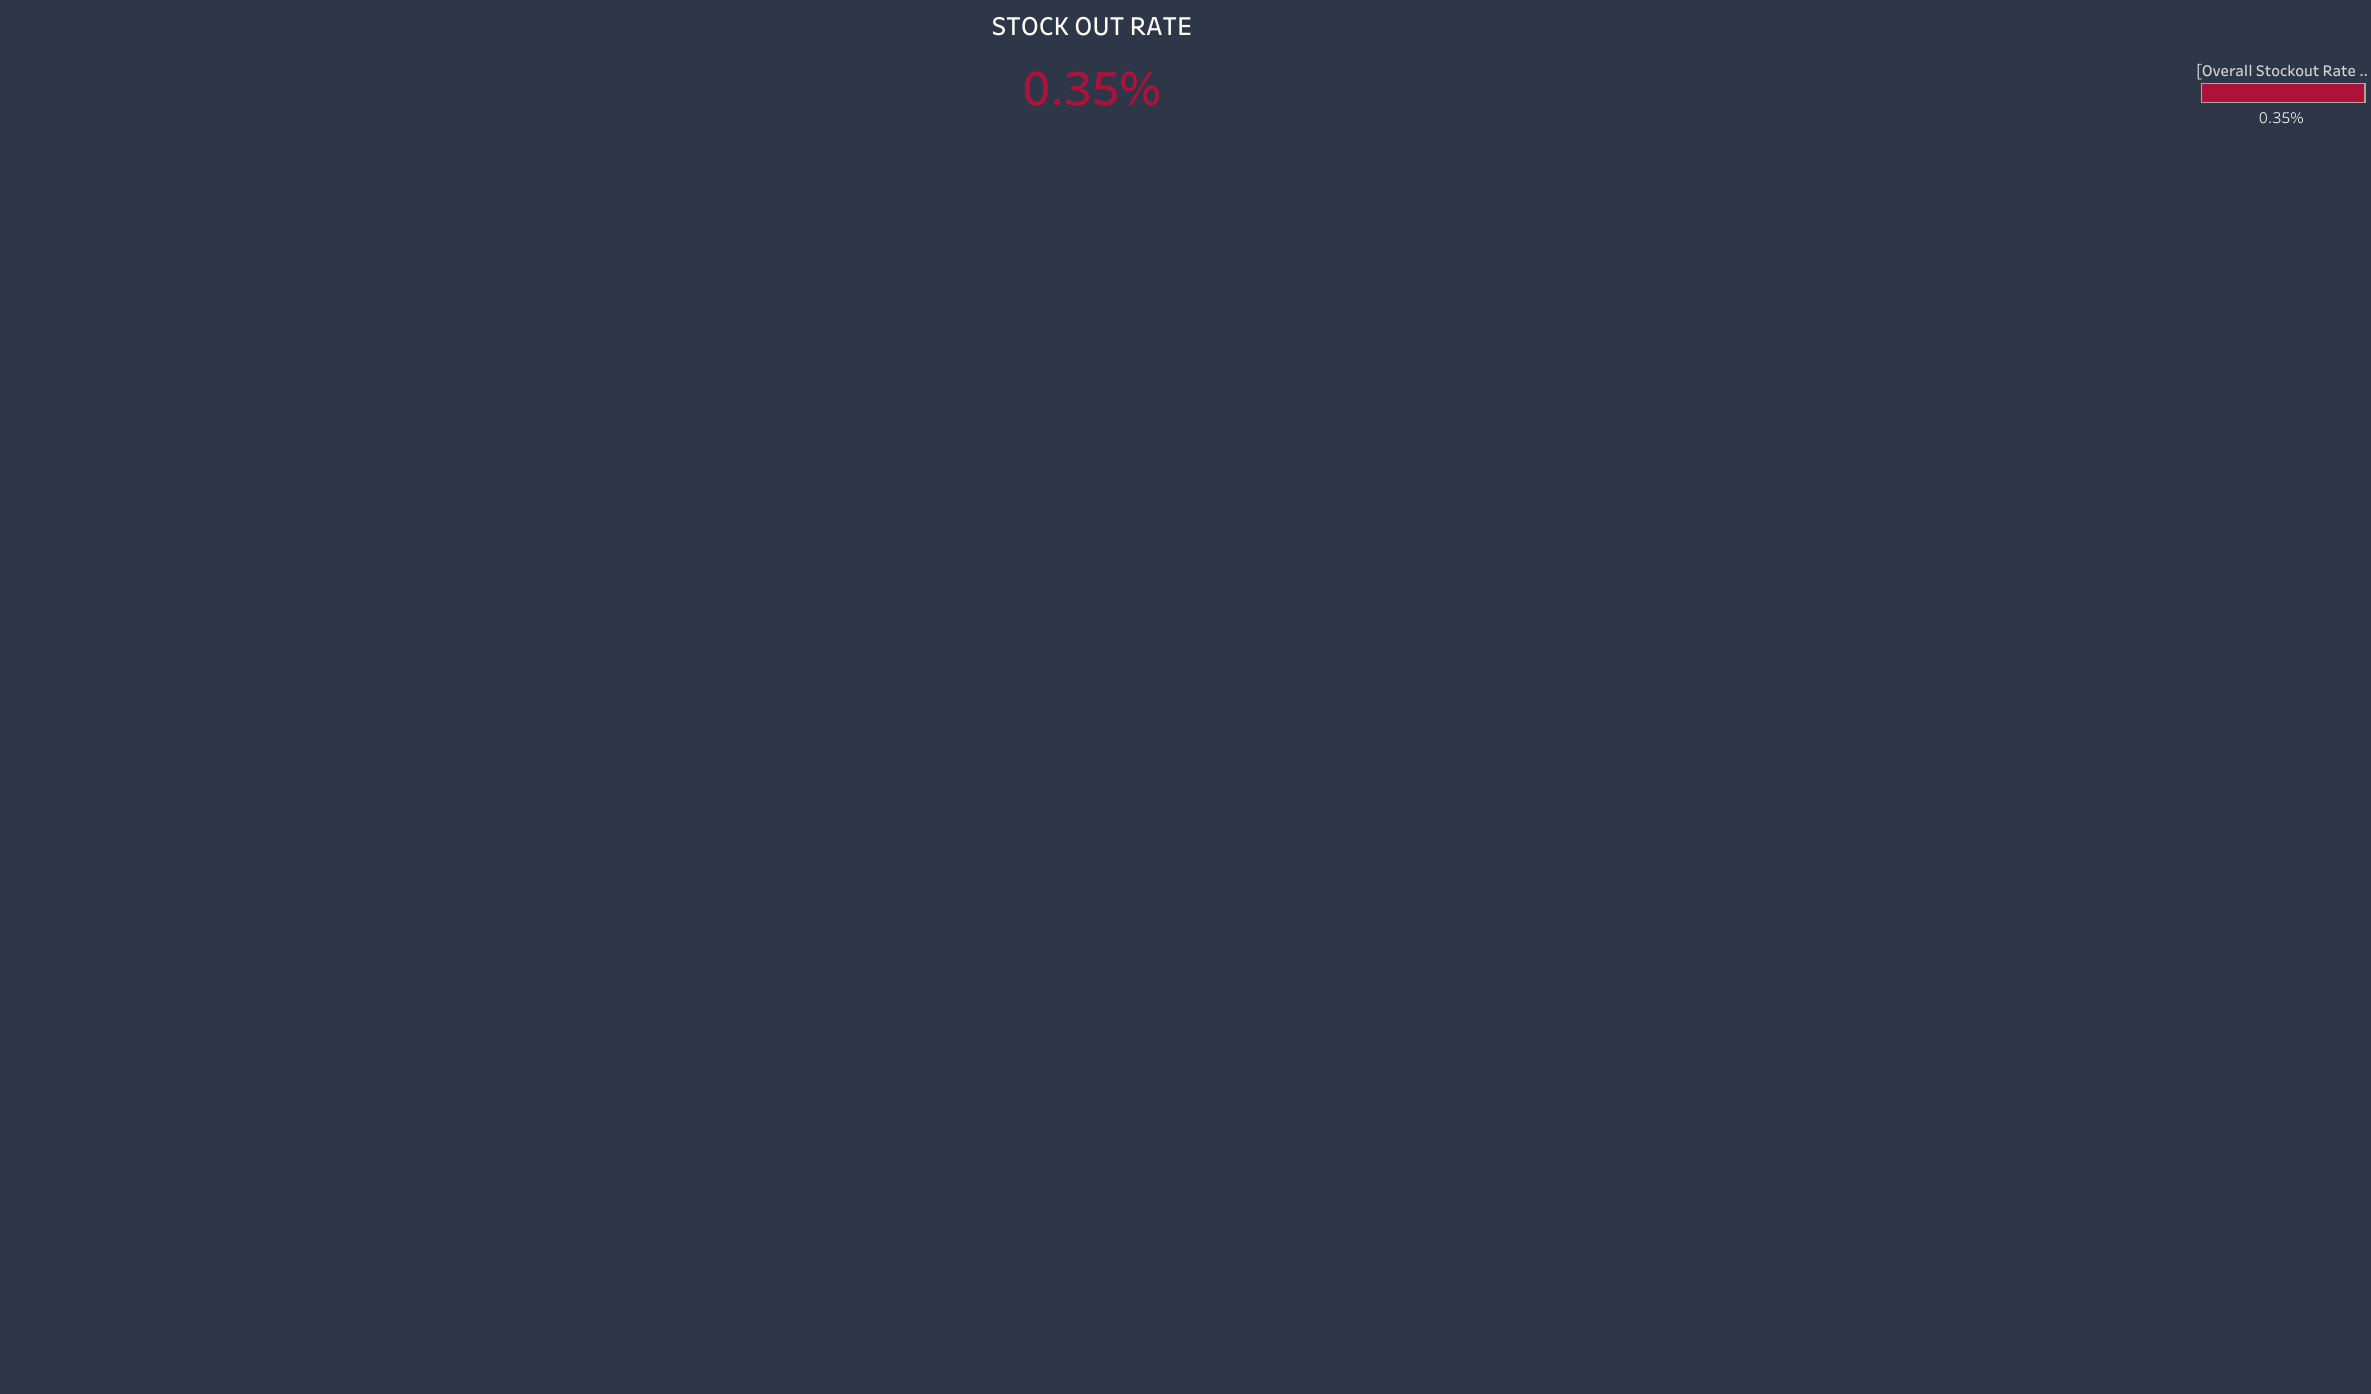 STOCK OUT RATE
0.35%
[Overall Stockout Rate ..
0.35%